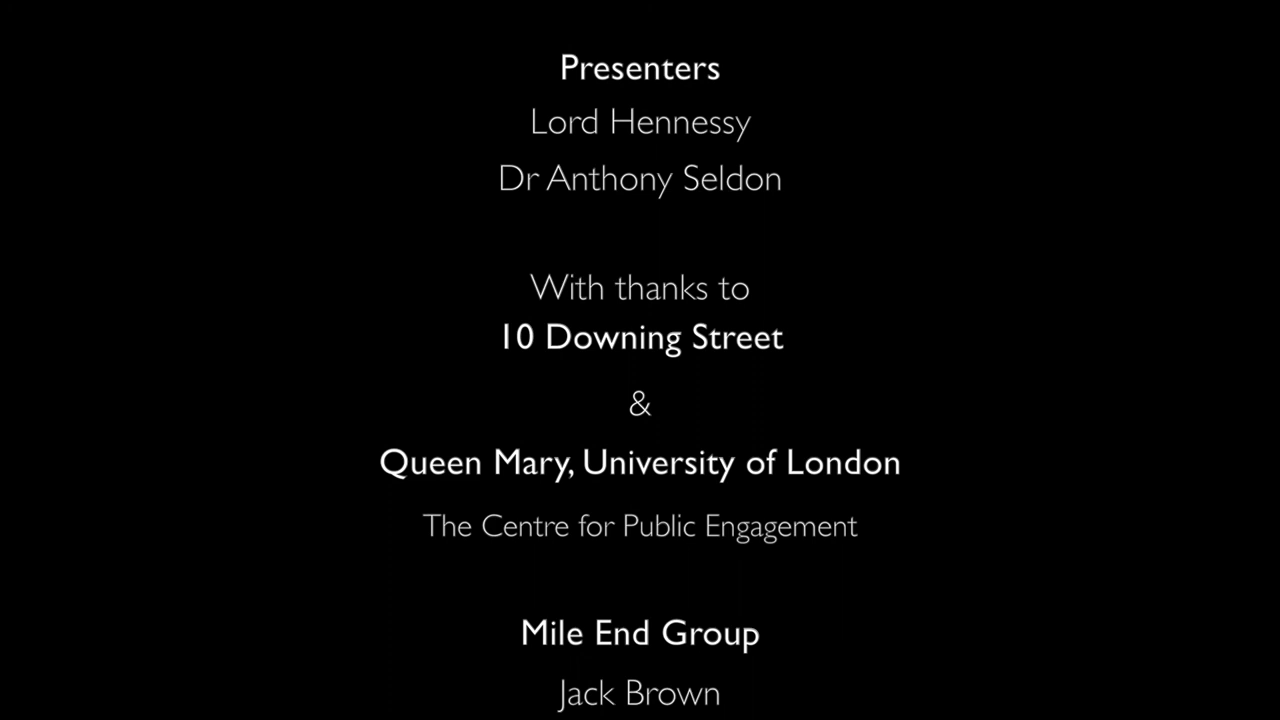 Presenters
Lord Hennessy
Dr Anthony Seldon
With thanks to
10 Downing Street
&
Queen Mary, University of London
The Centre for Public Engagement
Mile End Group
Jack Brown